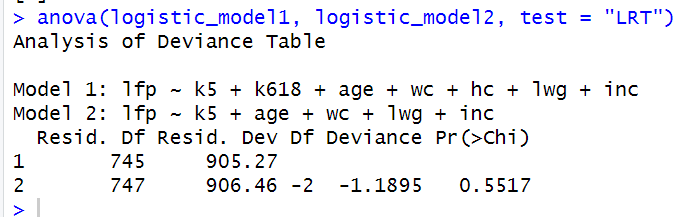 > anova(logistic_model1, logistic_model2, test = "LRT")
Analysis of Deviance Table
Model 1: lfp ~ k5 + k618 + age + wc + hc + lwg + inc
Model 2: lfp ~ k5 + age + wc + lwg + inc
  Resid. Df Resid. Dev Df Deviance Pr(>Chi)
1       745     905.27
2       747     906.46 -2  -1.1895   0.5517
>